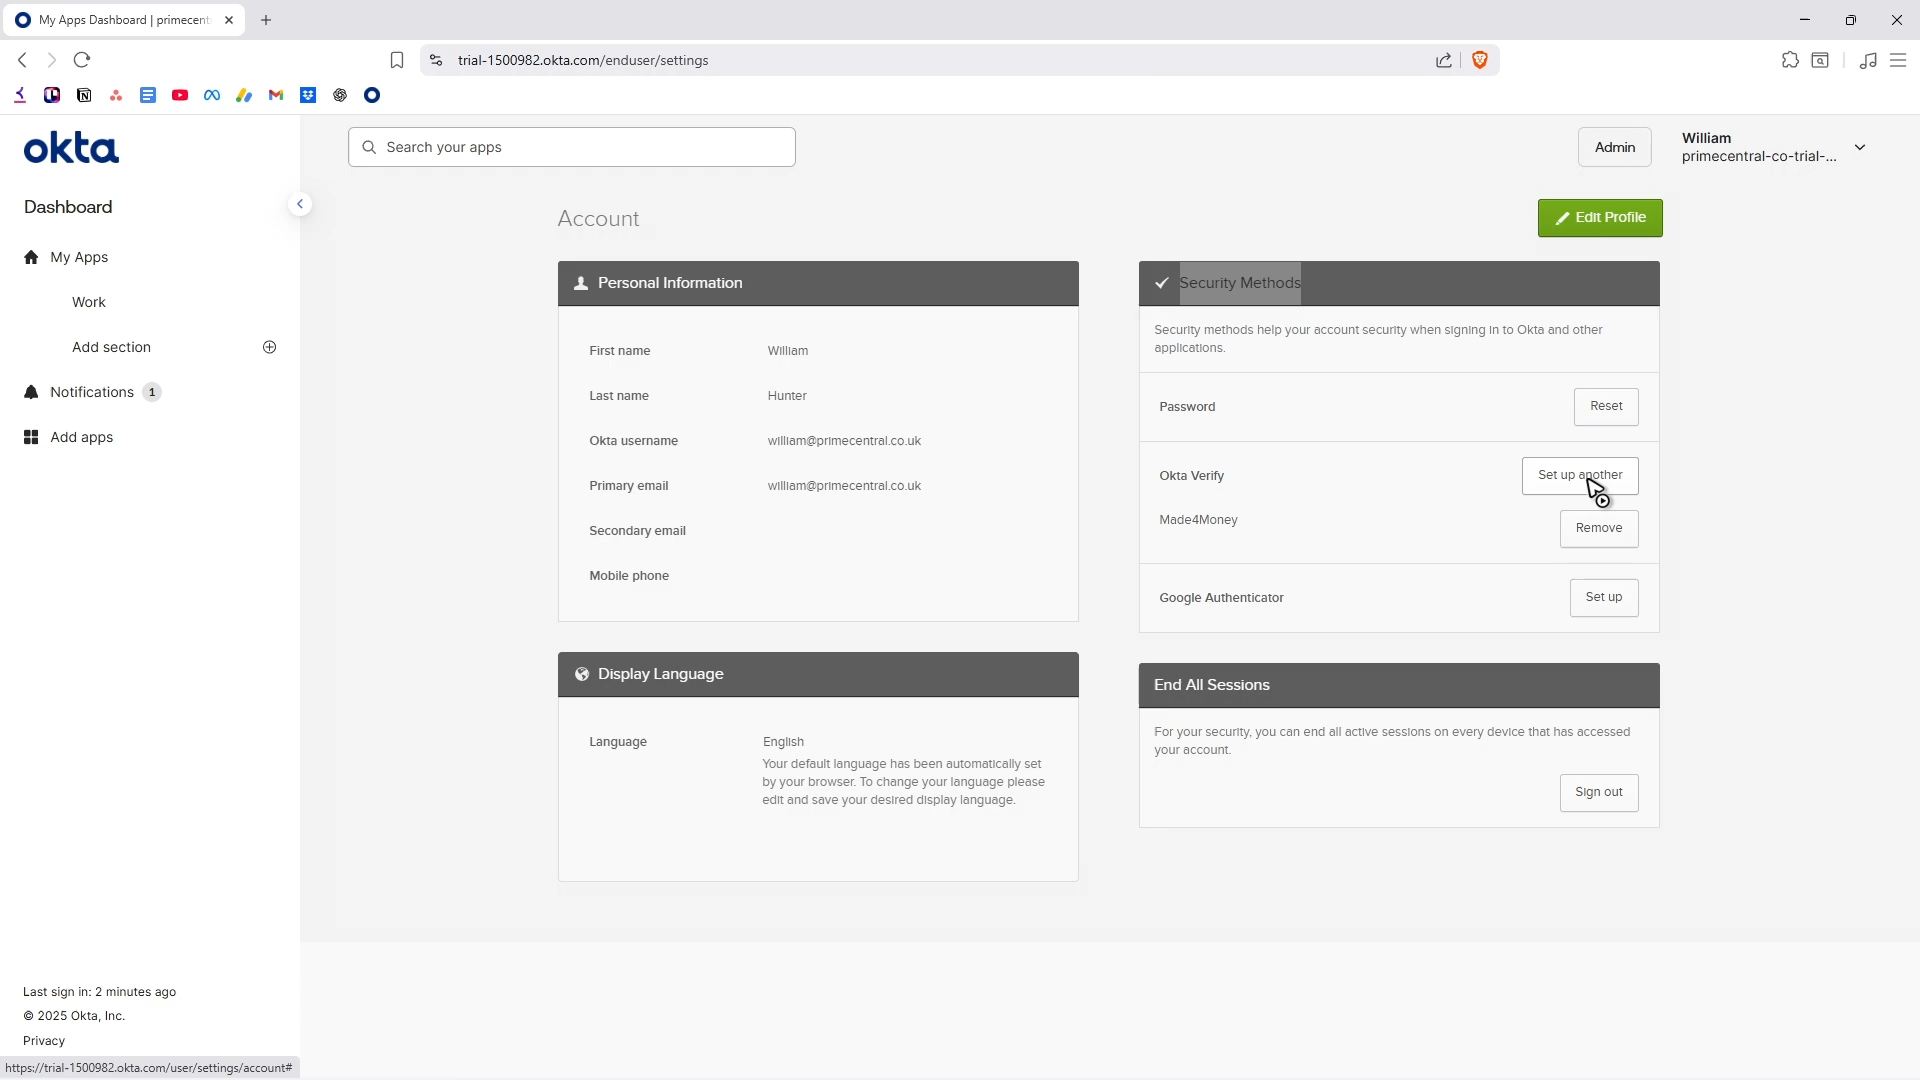 My Apps Dashboard | primecent
trial-1500982.okta.com/enduser/settings
okta
Search your apps
Admin
William
primecentral-co-trial-...
Dashboard
My Apps
Work
Add section
Notifications 1
Add apps
Account
Edit Profile
Personal Information
First name William
Last name Hunter
Okta username william@primecentral.co.uk
Primary email william@primecentral.co.uk
Secondary email
Mobile phone
Display Language
Language English
Your default language has been automatically set
by your browser. To change your language please
edit and save your desired display language.
Security Methods
Security methods help your account security when signing in to Okta and other
applications.
Password Reset
Okta Verify Set up another
Made4Money Remove
Google Authenticator Set up
End All Sessions
For your security, you can end all active sessions on every device that has accessed
your account.
Sign out
Last sign in: 2 minutes ago
© 2025 Okta, Inc.
Privacy
https://trial-1500982.okta.com/user/settings/account#